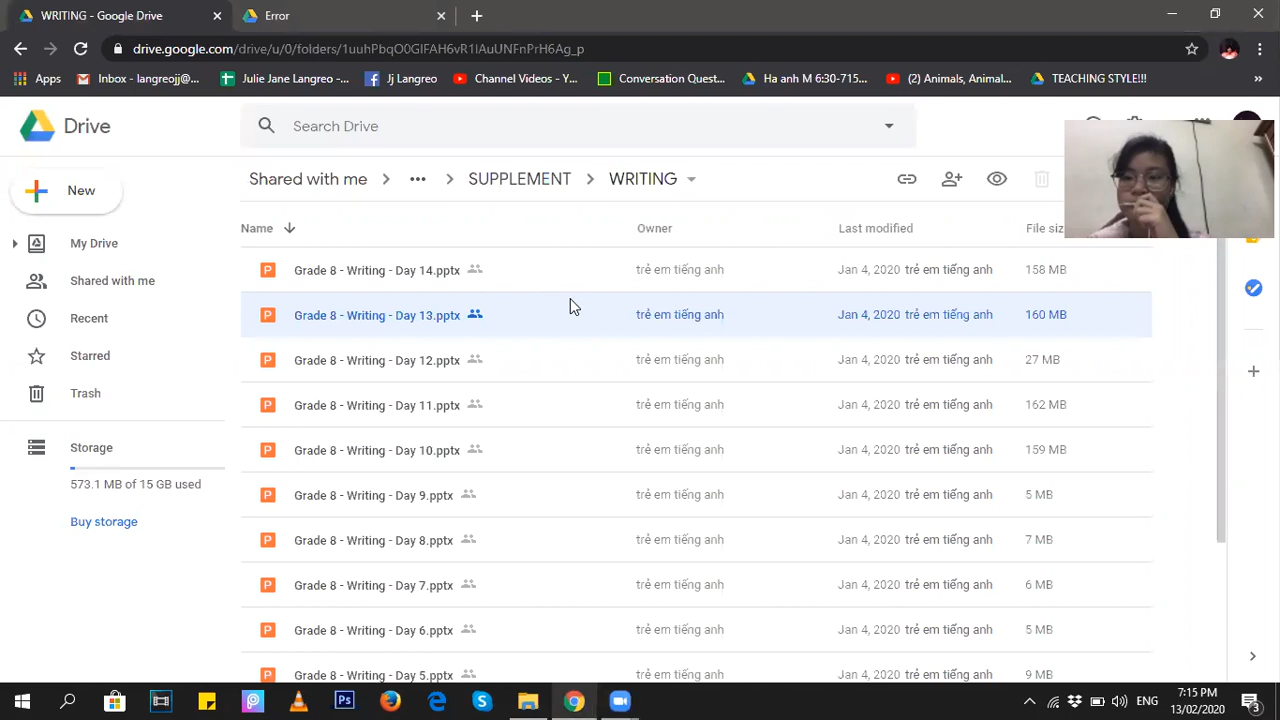 WRITING - Google Drive
Error
drive.google.com/drive/u/0/folders/1uuhPbqO0GIFAH6vR1IAuUNFnPrH6Ag_p
Apps
Inbox - langreojj@...
Julie Jane Langreo -...
Jj Langreo
Channel Videos - Y...
Conversation Quest...
Ha anh M 6:30-715...
(2) Animals, Animal...
TEACHING STYLE!!!
Drive
Search Drive
New
Shared with me
SUPPLEMENT
WRITING
Name
Owner
Last modified
File siz
My Drive
Shared with me
Recent
Starred
Trash
Storage
573.1 MB of 15 GB used
Buy storage
Grade 8 - Writing - Day 14.pptx trẻ em tiếng anh Jan 4, 2020 trẻ em tiếng anh 158 MB
Grade 8 - Writing - Day 13.pptx trẻ em tiếng anh Jan 4, 2020 trẻ em tiếng anh 160 MB
Grade 8 - Writing - Day 12.pptx trẻ em tiếng anh Jan 4, 2020 trẻ em tiếng anh 27 MB
Grade 8 - Writing - Day 11.pptx trẻ em tiếng anh Jan 4, 2020 trẻ em tiếng anh 162 MB
Grade 8 - Writing - Day 10.pptx trẻ em tiếng anh Jan 4, 2020 trẻ em tiếng anh 159 MB
Grade 8 - Writing - Day 9.pptx trẻ em tiếng anh Jan 4, 2020 trẻ em tiếng anh 5 MB
Grade 8 - Writing - Day 8.pptx trẻ em tiếng anh Jan 4, 2020 trẻ em tiếng anh 7 MB
Grade 8 - Writing - Day 7.pptx trẻ em tiếng anh Jan 4, 2020 trẻ em tiếng anh 6 MB
Grade 8 - Writing - Day 6.pptx trẻ em tiếng anh Jan 4, 2020 trẻ em tiếng anh 5 MB
Grade 8 - Writing - Day 5.pptx trẻ em tiếng anh Jan 4, 2020 trẻ em tiếng anh 9 MB
ENG
7:15 PM
13/02/2020
3